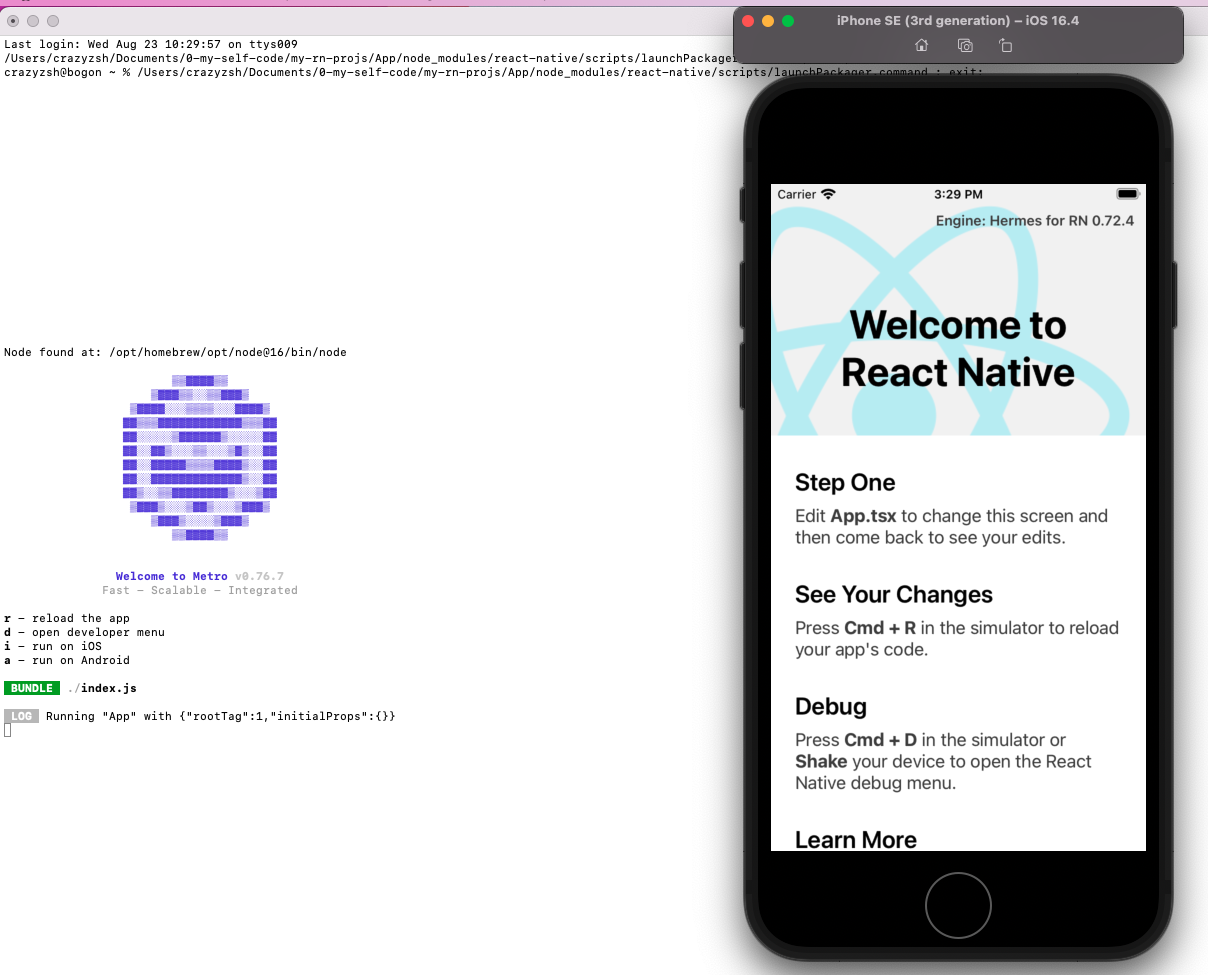 Last login: Wed Aug 23 10:29:57 on ttys009
/Users/crazyzsh/Documents/0-my-self-code/my-rn-projs/App/node_modules/react-native/scripts/launchPackager
crazyzsh@bogon ~ % /Users/crazyzsh/Documents/0-my-self-code/my-rn-projs/App/node_modules/react-native/scripts/launchPackager.command ; exit;
Node found at: /opt/homebrew/opt/node@16/bin/node
Welcome to Metro v0.76.7
Fast - Scalable - Integrated
r - reload the app
d - open developer menu
i - run on iOS
a - run on Android
BUNDLE ./index.js
LOG Running "App" with {"rootTag":1,"initialProps":{}}
iPhone SE (3rd generation) – iOS 16.4
Carrier 3:29 PM
Engine: Hermes for RN 0.72.4
Welcome to
React Native
Step One
Edit App.tsx to change this screen and
then come back to see your edits.
See Your Changes
Press Cmd + R in the simulator to reload
your app's code.
Debug
Press Cmd + D in the simulator or
Shake your device to open the React
Native debug menu.
Learn More